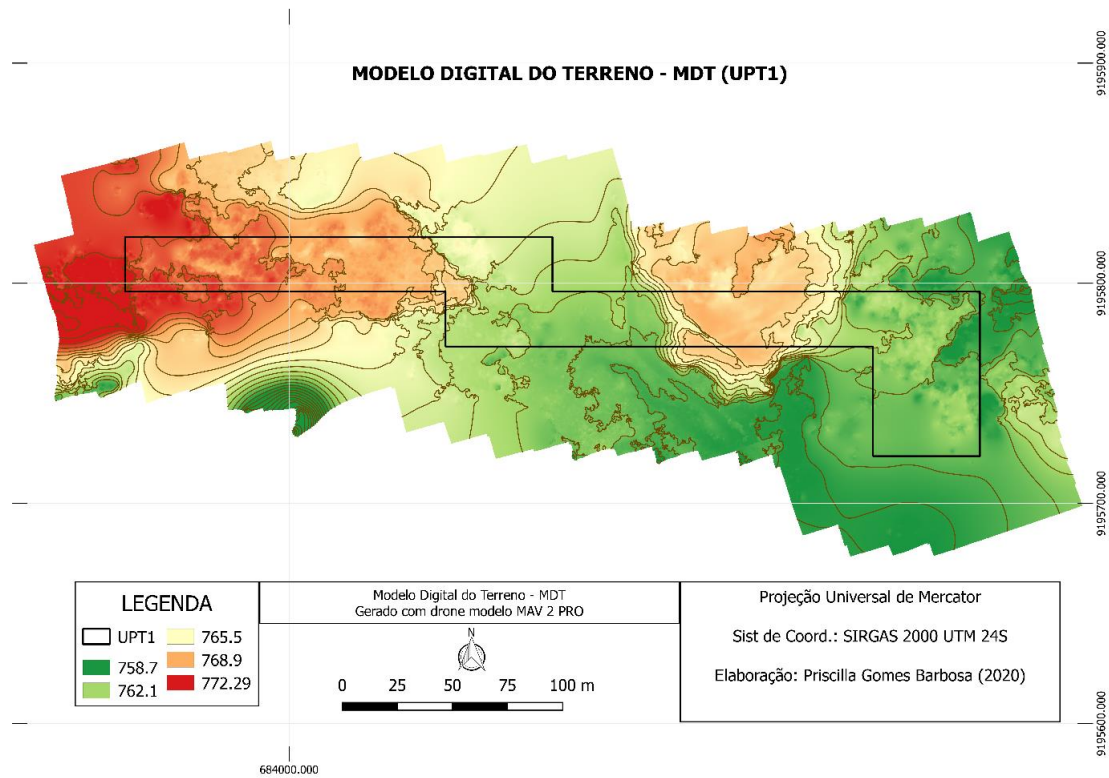 MODELO DIGITAL DO TERRENO - MDT (UPT1)
9195900.000
9195800.000
9195700.000
9195600.000
684000.000
LEGENDA
UPT1
758.7
762.1
765.5
768.9
772.29
Modelo Digital do Terreno - MDT
Gerado com drone modelo MAV 2 PRO
N
0 25 50 75 100 m
Projeção Universal de Mercator
Sist de Coord.: SIRGAS 2000 UTM 24S
Elaboração: Priscilla Gomes Barbosa (2020)